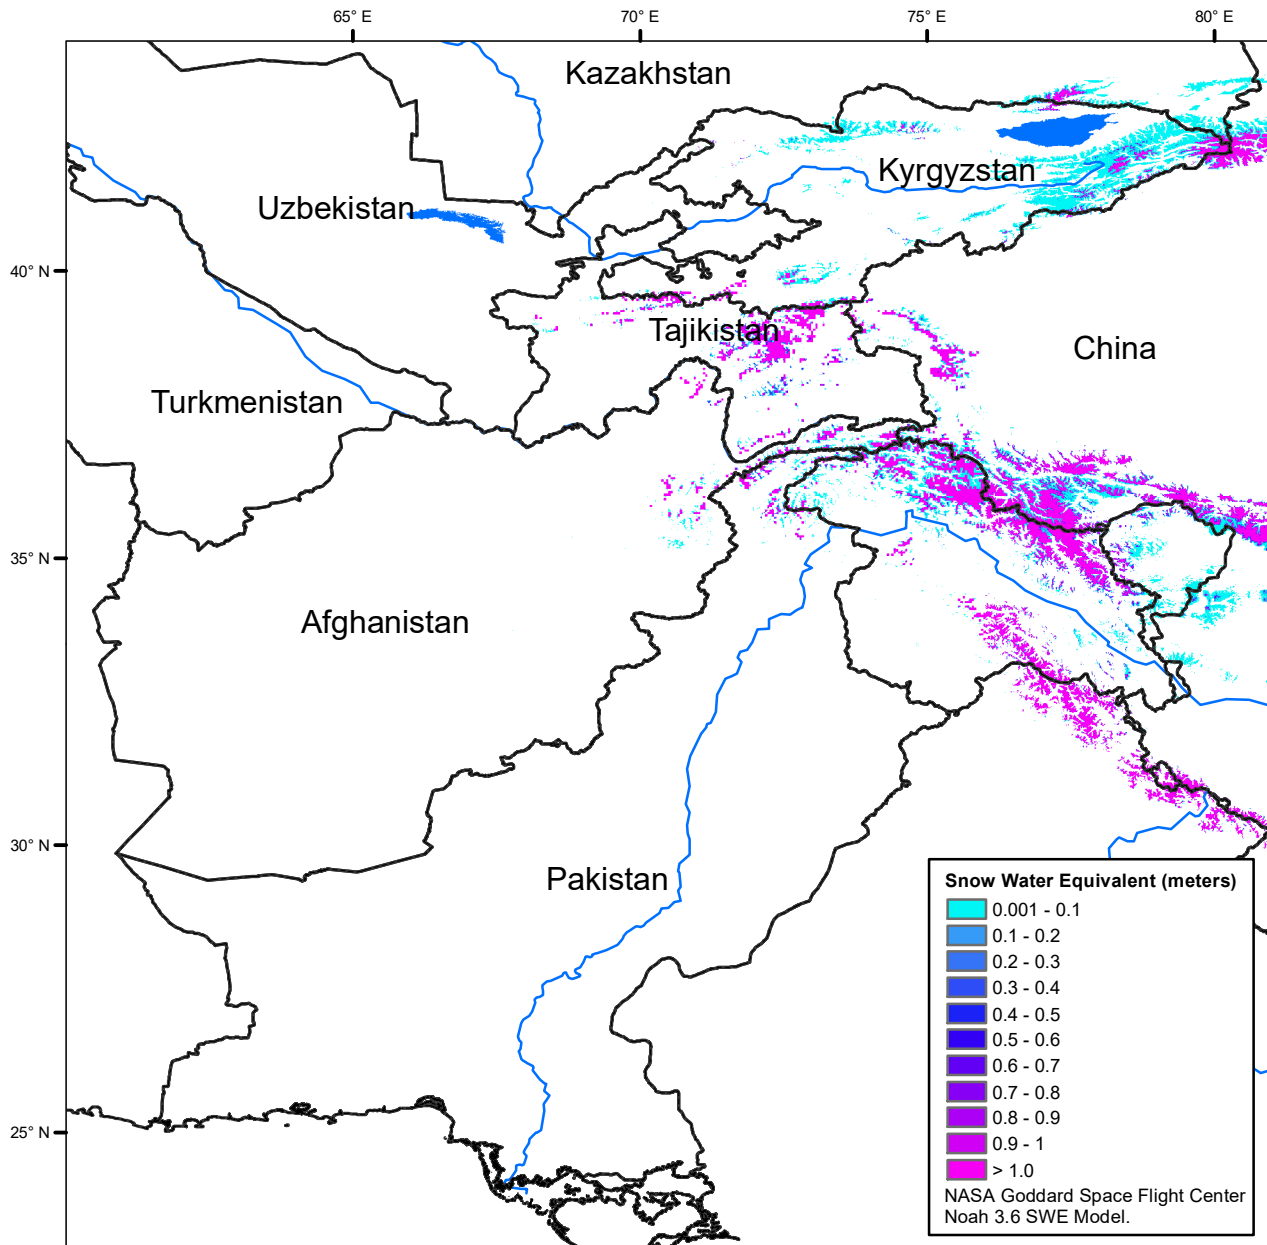 65° E
70° E
75° E
80° E
Kazakhstan
Kyrgyzstan
Uzbekistan
40° N
Tajikistan
China
Turkmenistan
35° N
Afghanistan
30° N
Pakistan
25° N
Snow Water Equivalent (meters)
0.001 - 0.1
0.1 - 0.2
0.2 - 0.3
0.3 - 0.4
0.4 - 0.5
0.5 - 0.6
0.6 - 0.7
0.7 - 0.8
0.8 - 0.9
0.9 - 1
> 1.0
NASA Goddard Space Flight Center
Noah 3.6 SWE Model.